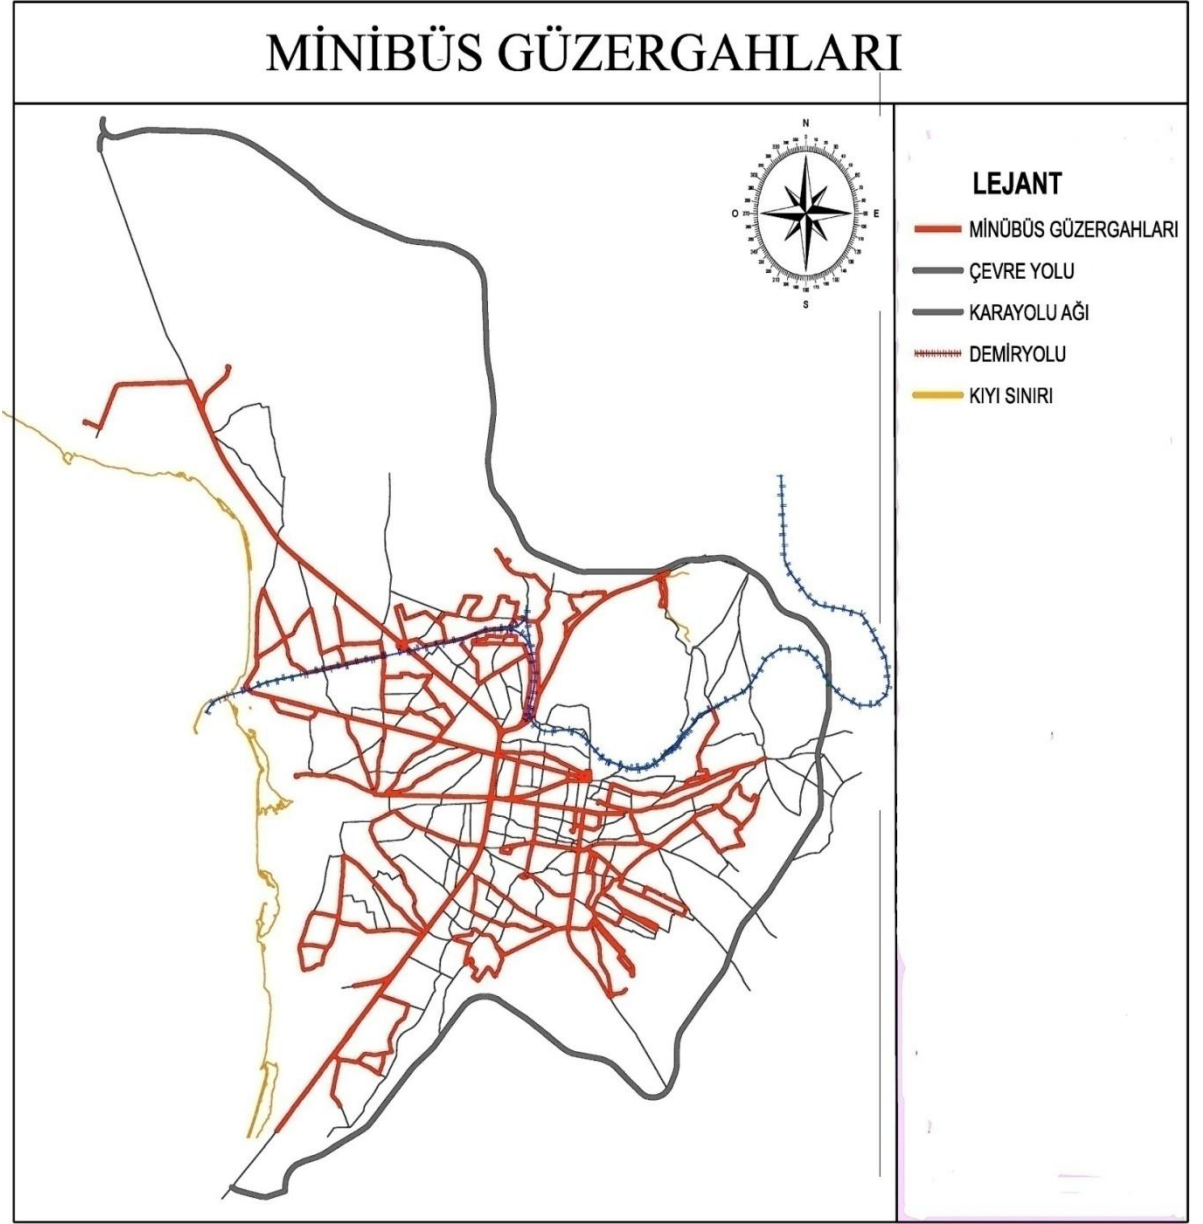 MİNİBÜS GÜZERGAHLARI
N
O
E
S
LEJANT
MİNÜBÜS GÜZERGAHLARI
ÇEVRE YOLU
KARAYOLU AĞI
DEMİRYOLU
KIYI SINIRI